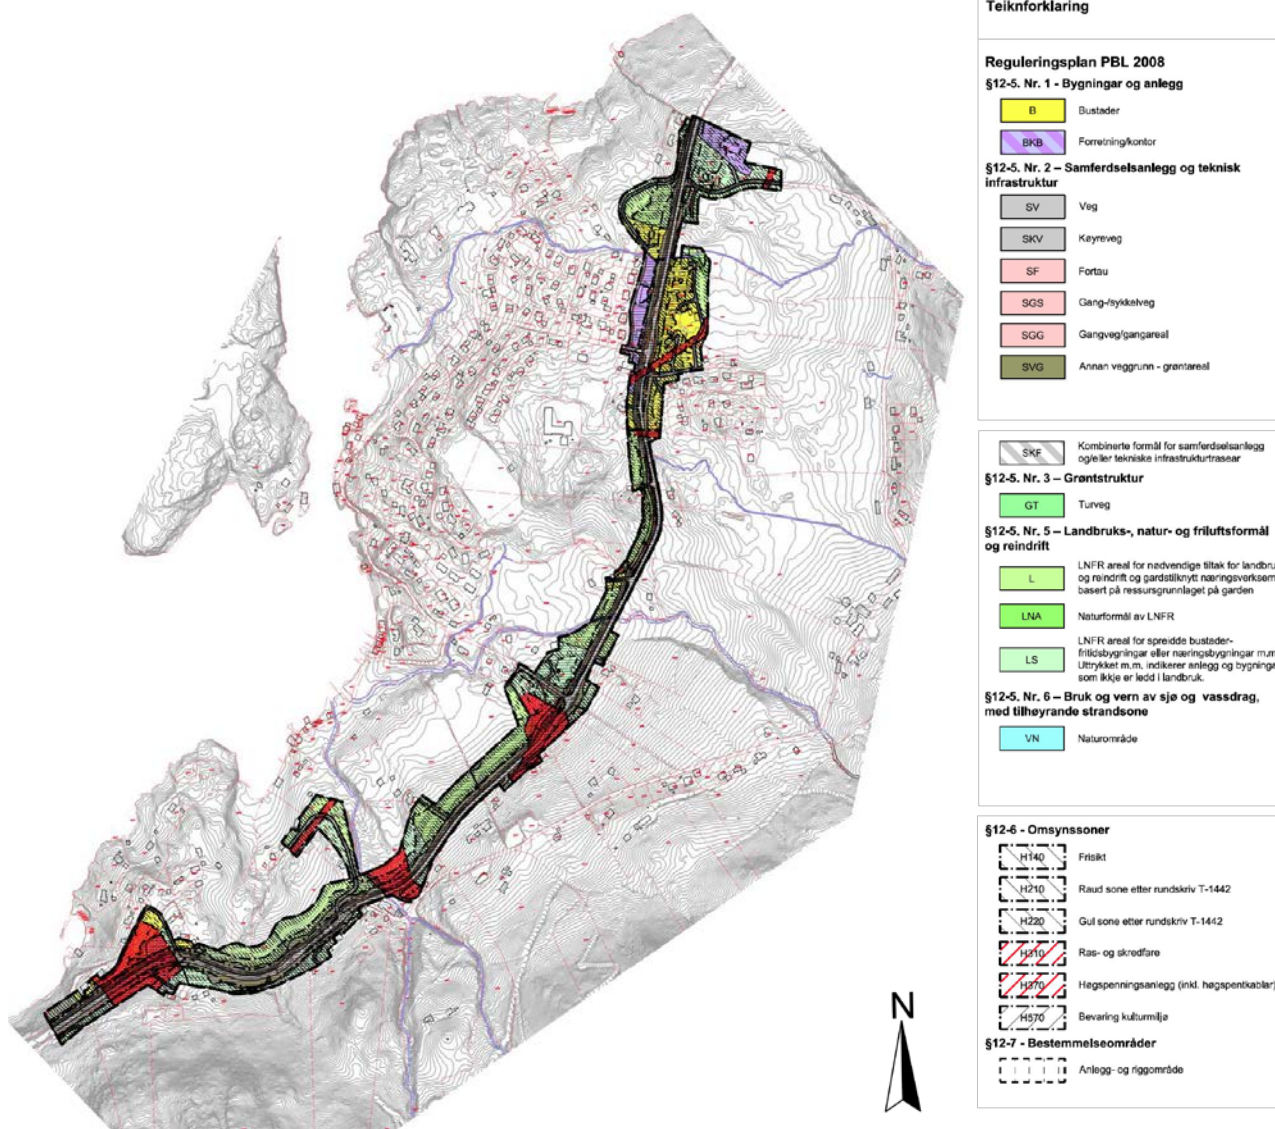 Teiknforklaring
Reguleringsplan PBL 2008
§12-5. Nr. 1 - Bygningar og anlegg
B Bustader
BKB Forretning/kontor
§12-5. Nr. 2 – Samferdselsanlegg og teknisk
infrastruktur
SV Veg
SKV Køyreveg
SF Fortau
SGS Gang-/sykkelveg
SGG Gangveg/gangareal
SVG Annan veggrunn - grøntareal
SKF Kombinerte formål for samferdselsanlegg
og/eller tekniske infrastrukturtrasear
§12-5. Nr. 3 – Grøntstruktur
GT Turveg
§12-5. Nr. 5 – Landbruks-, natur- og friluftsformål
og reindrift
L LNFR areal for nødvendige tiltak for landbru
og reindrift og gardstilknytt næringsverksem
basert på ressursgrunnlaget på garden
LNA Naturformål av LNFR
LS LNFR areal for spreidde bustader-
fritidsbygningar eller næringsbygningar m.m
Uttrykket m.m. indikerer anlegg og bygninga
som ikkje er ledd i landbruk.
§12-5. Nr. 6 – Bruk og vern av sjø og vassdrag,
med tilhøyrande strandsone
VN Naturområde
§12-6 - Omsynssoner
H140 Frisikt
H210 Raud sone etter rundskriv T-1442
H220 Gul sone etter rundskriv T-1442
H310 Ras- og skredfare
H370 Høgspenningsanlegg (inkl. høgspentkablar)
H570 Bevaring kulturmiljø
§12-7 - Bestemmelseområder
Anlegg- og riggområde
N